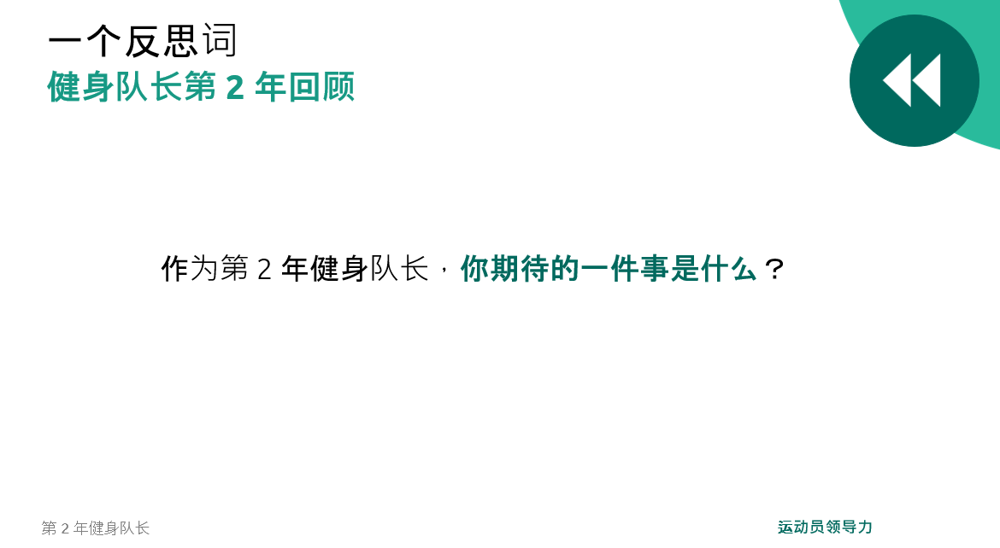 一个反思词
健身队长第 2 年回顾
作为第 2 年健身队长，你期待的一件事是什么？
第 2 年健身队长
运动员领导力